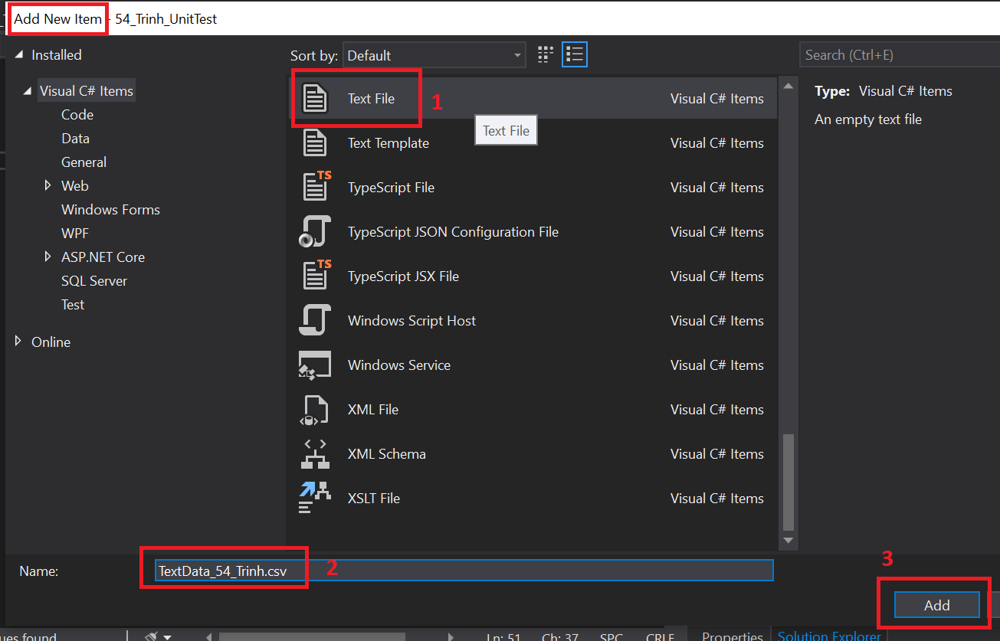 Add New Item - 54_Trinh_UnitTest
Installed
Sort by: Default
Search (Ctrl+E)
Visual C# Items
Code
Data
General
Web
Windows Forms
WPF
ASP.NET Core
SQL Server
Test
Online
Text File Visual C# Items
1
Text File
Text Template Visual C# Items
TS
TypeScript File Visual C# Items
TypeScript JSON Configuration File Visual C# Items
TS
TypeScript JSX File Visual C# Items
Windows Script Host Visual C# Items
Windows Service Visual C# Items
XML File Visual C# Items
XML Schema Visual C# Items
XSLT File Visual C# Items
Type: Visual C# Items
An empty text file
Name: TextData_54_Trinh.csv
2
3
Add
ues found Ln: 51 Ch: 37 SPC CRLF Properties Solution Explorer